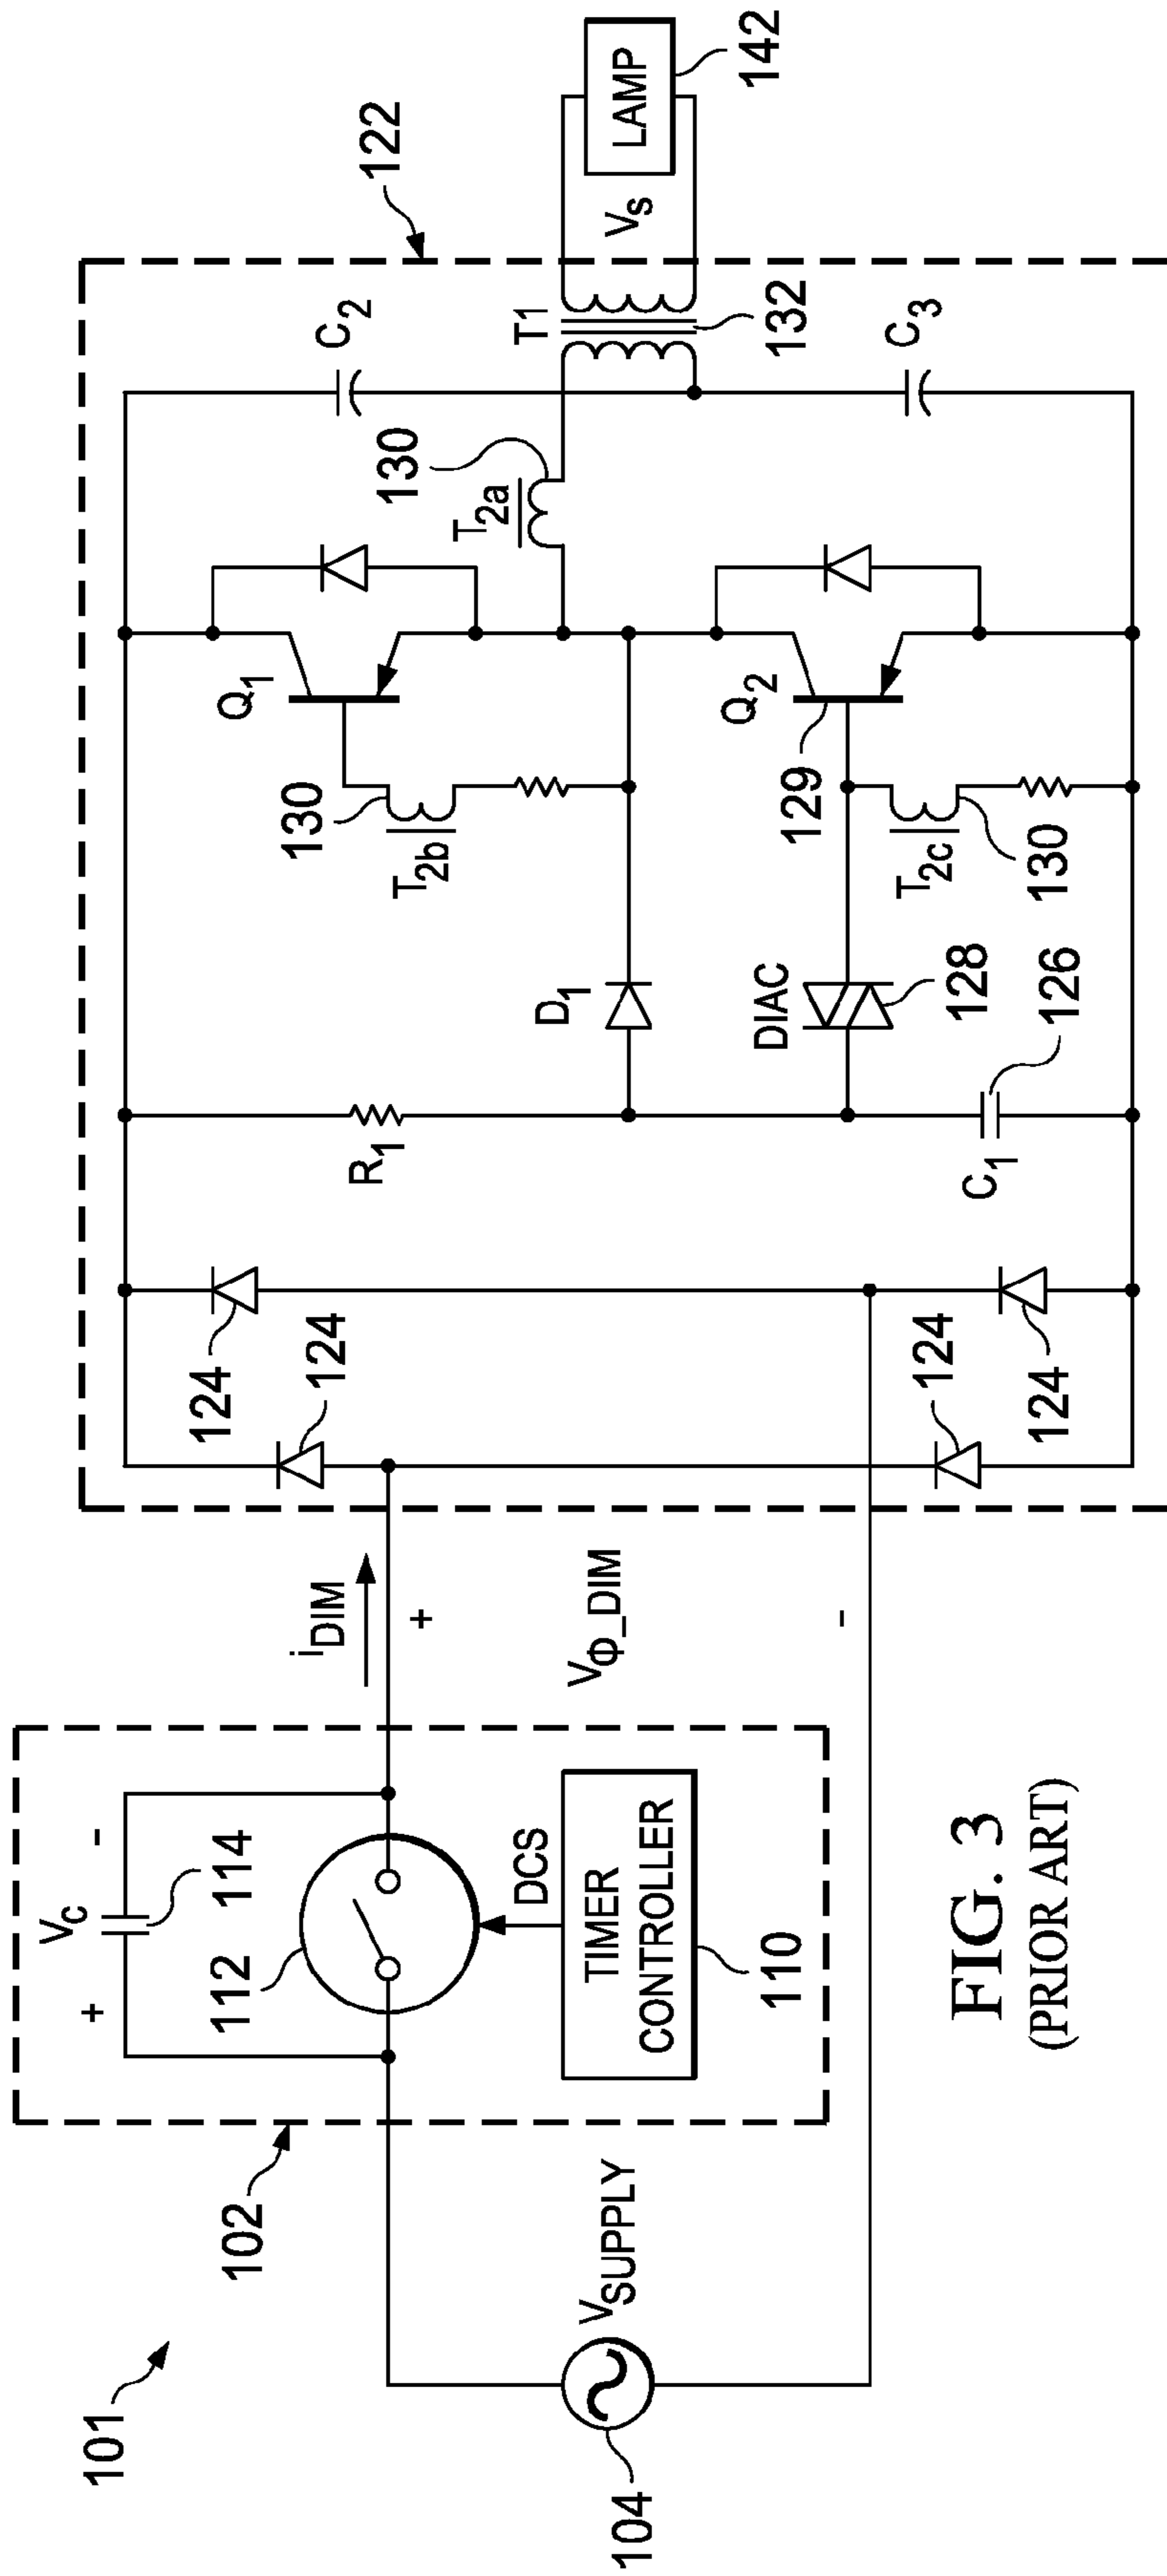 101
102
V_C
+
-
112
114
DCS
TIMER
CONTROLLER
110
V_SUPPLY
104
i_DIM
+
V_Φ_DIM
-
122
124
124
124
124
R_1
C_1
126
D_1
DIAC
128
130
T_2b
Q_1
129
Q_2
T_2c
130
130
T_2a
C_2
T1
132
C_3
V_S
LAMP
142
FIG. 3
(PRIOR ART)